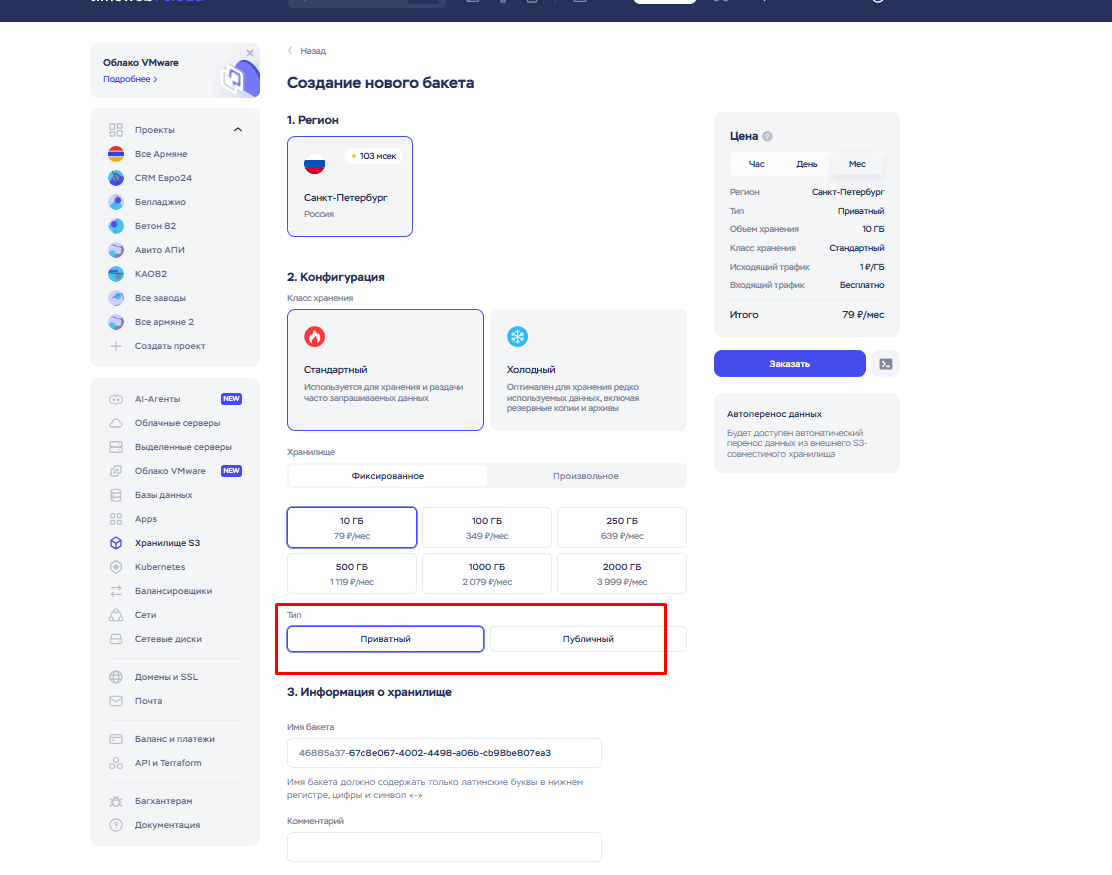 Облако VMware
Подробнее >
Проекты
Все Армяне
CRM Евро24
Белладжио
Бетон 82
Авито АПИ
КАО82
Все заводы
Все армяне 2
Создать проект
AI-Агенты NEW
Облачные серверы
Выделенные серверы
Облако VMware NEW
Базы данных
Apps
Хранилище S3
Kubernetes
Балансировщики
Сети
Сетевые диски
Домены и SSL
Почта
Баланс и платежи
API и Terraform
Багхантерам
Документация
Назад
Создание нового бакета
1. Регион
103 мсек
Санкт-Петербург
Россия
2. Конфигурация
Класс хранения
Стандартный
Используется для хранения и раздачи
часто запрашиваемых данных
Холодный
Оптимален для хранения редко
используемых данных, включая
резервные копии и архивы
Хранилище
Фиксированное Произвольное
10 ГБ
79 ₽/мес
100 ГБ
349 ₽/мес
250 ГБ
639 ₽/мес
500 ГБ
1 119 ₽/мес
1000 ГБ
2 079 ₽/мес
2000 ГБ
3 999 ₽/мес
Тип
Приватный Публичный
3. Информация о хранилище
Имя бакета
46885a37-67c8e067-4002-4498-a06b-cb98be807ea3
Имя бакета должно содержать только латинские буквы в нижнем
регистре, цифры и символ «-»
Комментарий
Цена ?
Час День Мес
Регион Санкт-Петербург
Тип Приватный
Объем хранения 10 ГБ
Класс хранения Стандартный
Исходящий трафик 1 ₽/ГБ
Входящий трафик Бесплатно
Итого 79 ₽/мес
Заказать
Автоперенос данных
Будет доступен автоматический
перенос данных из внешнего S3-
совместимого хранилища